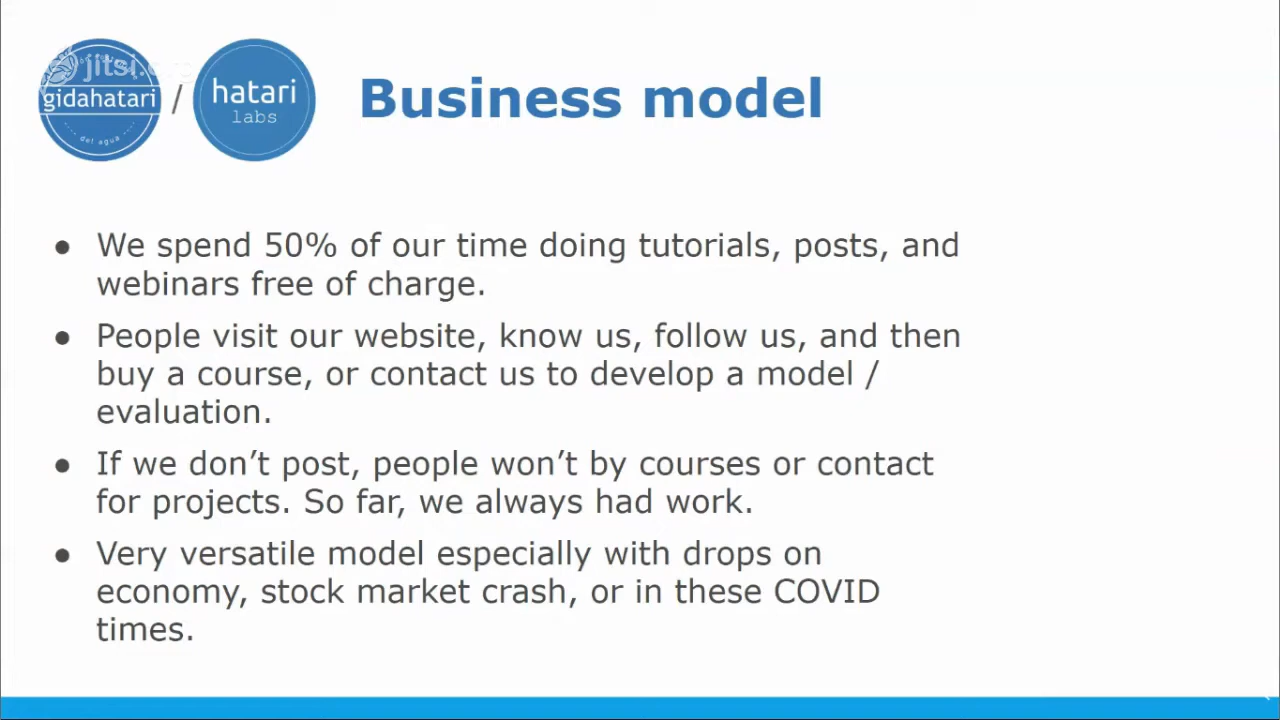 jitsi.org
gidahatari
del agua
/
hatari
labs
Business model
● We spend 50% of our time doing tutorials, posts, and
webinars free of charge.
● People visit our website, know us, follow us, and then
buy a course, or contact us to develop a model /
evaluation.
● If we don’t post, people won’t by courses or contact
for projects. So far, we always had work.
● Very versatile model especially with drops on
economy, stock market crash, or in these COVID
times.